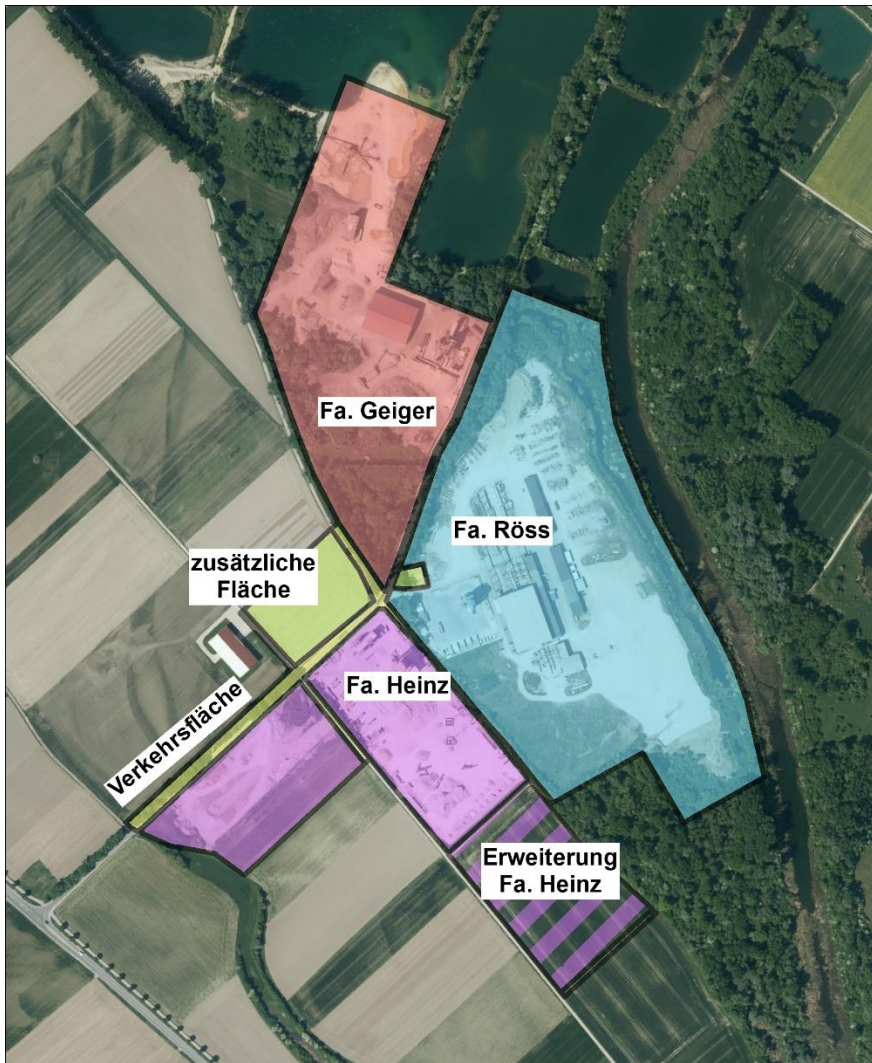 Fa. Geiger
Fa. Röss
zusätzliche
Fläche
Fa. Heinz
Verkehrsfläche
Erweiterung
Fa. Heinz